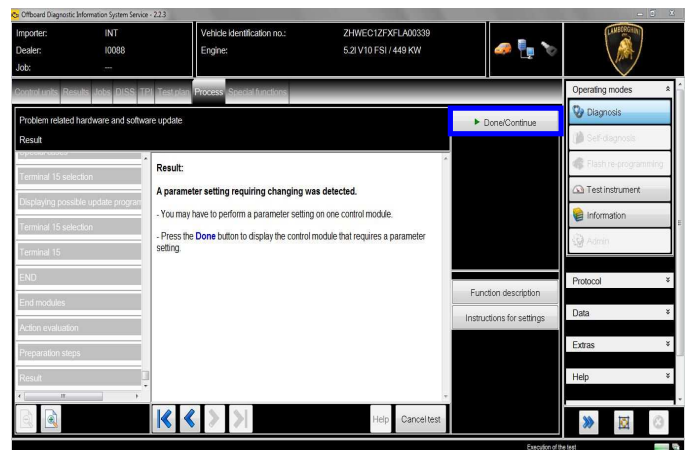 Offboard Diagnostic Information System Service - 2.2.3
Importer: INT
Dealer: I0088
Job: ---
Vehicle identification no.: ZHWEC1ZFXFLA00339
Engine: 5.2l V10 FSI / 449 KW
LAMBORGHINI
Control units Results Jobs DISS TPI Test plan Process Special functions
Problem related hardware and software update
Result
Done/Continue
Terminal 15 selection
Displaying possible update program
Terminal 15 selection
Terminal 15
END
End modules
Action evaluation
Preparation steps
Result
Result:
A parameter setting requiring changing was detected.
- You may have to perform a parameter setting on one control module.
- Press the Done button to display the control module that requires a parameter
setting.
Function description
Instructions for settings
Help
Cancel test
Operating modes
Diagnosis
Self-diagnosis
Flash re-programming
Test instrument
Information
Admin
Protocol
Data
Extras
Help
Execution of the test